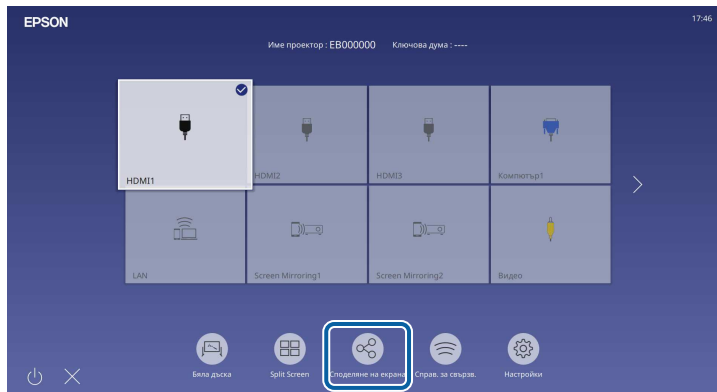 EPSON
17:46
Име проектор : EB000000 Ключова дума : ----
HDMI1
HDMI2
HDMI3
Компютър1
LAN
Screen Mirroring1
Screen Mirroring2
Видео
Бяла дъска
Split Screen
Споделяне на екрана
Справ. за свързв.
Настройки